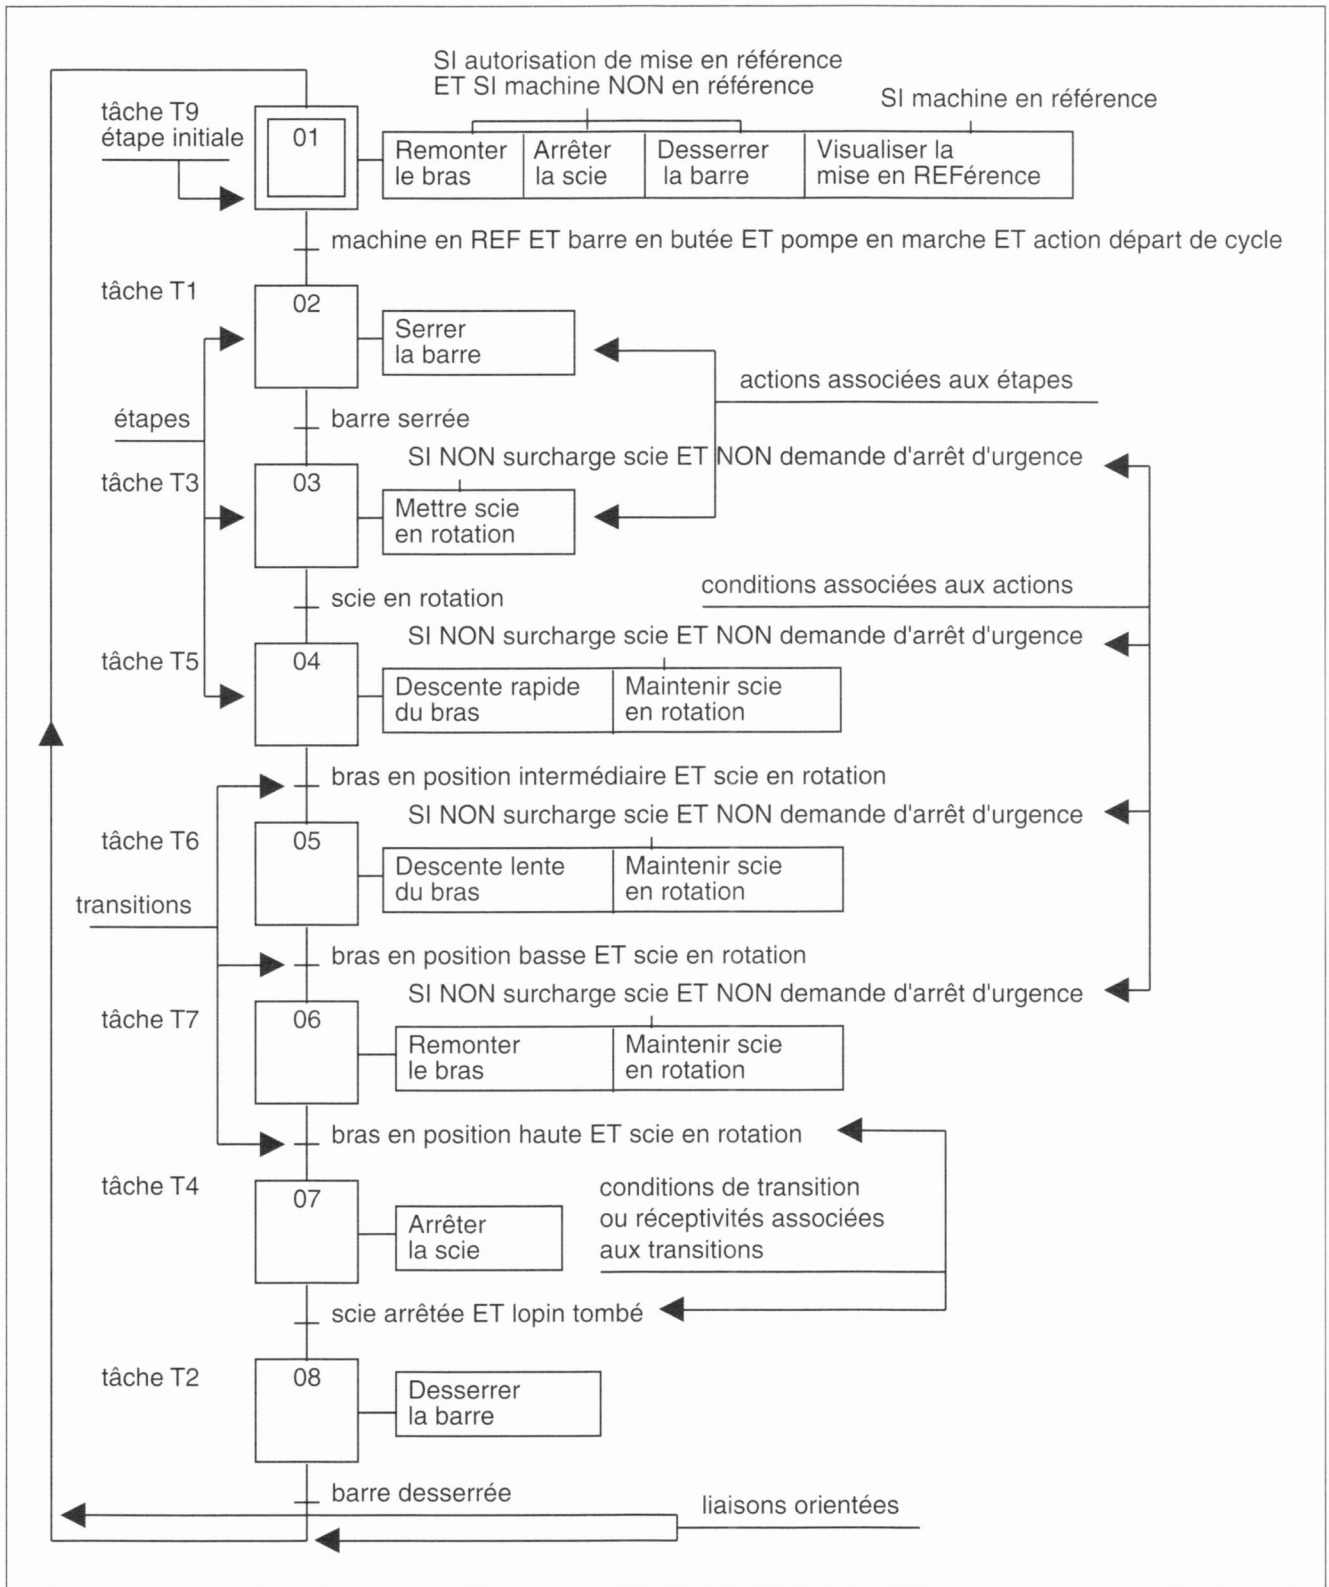 SI autorisation de mise en référence
ET SI machine NON en référence
SI machine en référence
tâche T9
étape initiale
01
Remonter
le bras
Arrêter
la scie
Desserrer
la barre
Visualiser la
mise en REFérence
machine en REF ET barre en butée ET pompe en marche ET action départ de cycle
tâche T1
02
Serrer
la barre
actions associées aux étapes
étapes
barre serrée
SI NON surcharge scie ET NON demande d'arrêt d'urgence
tâche T3
03
Mettre scie
en rotation
conditions associées aux actions
scie en rotation
SI NON surcharge scie ET NON demande d'arrêt d'urgence
tâche T5
04
Descente rapide
du bras
Maintenir scie
en rotation
bras en position intermédiaire ET scie en rotation
SI NON surcharge scie ET NON demande d'arrêt d'urgence
tâche T6
05
Descente lente
du bras
Maintenir scie
en rotation
transitions
bras en position basse ET scie en rotation
SI NON surcharge scie ET NON demande d'arrêt d'urgence
tâche T7
06
Remonter
le bras
Maintenir scie
en rotation
bras en position haute ET scie en rotation
tâche T4
07
Arrêter
la scie
conditions de transition
ou réceptivités associées
aux transitions
scie arrêtée ET lopin tombé
tâche T2
08
Desserrer
la barre
barre desserrée
liaisons orientées